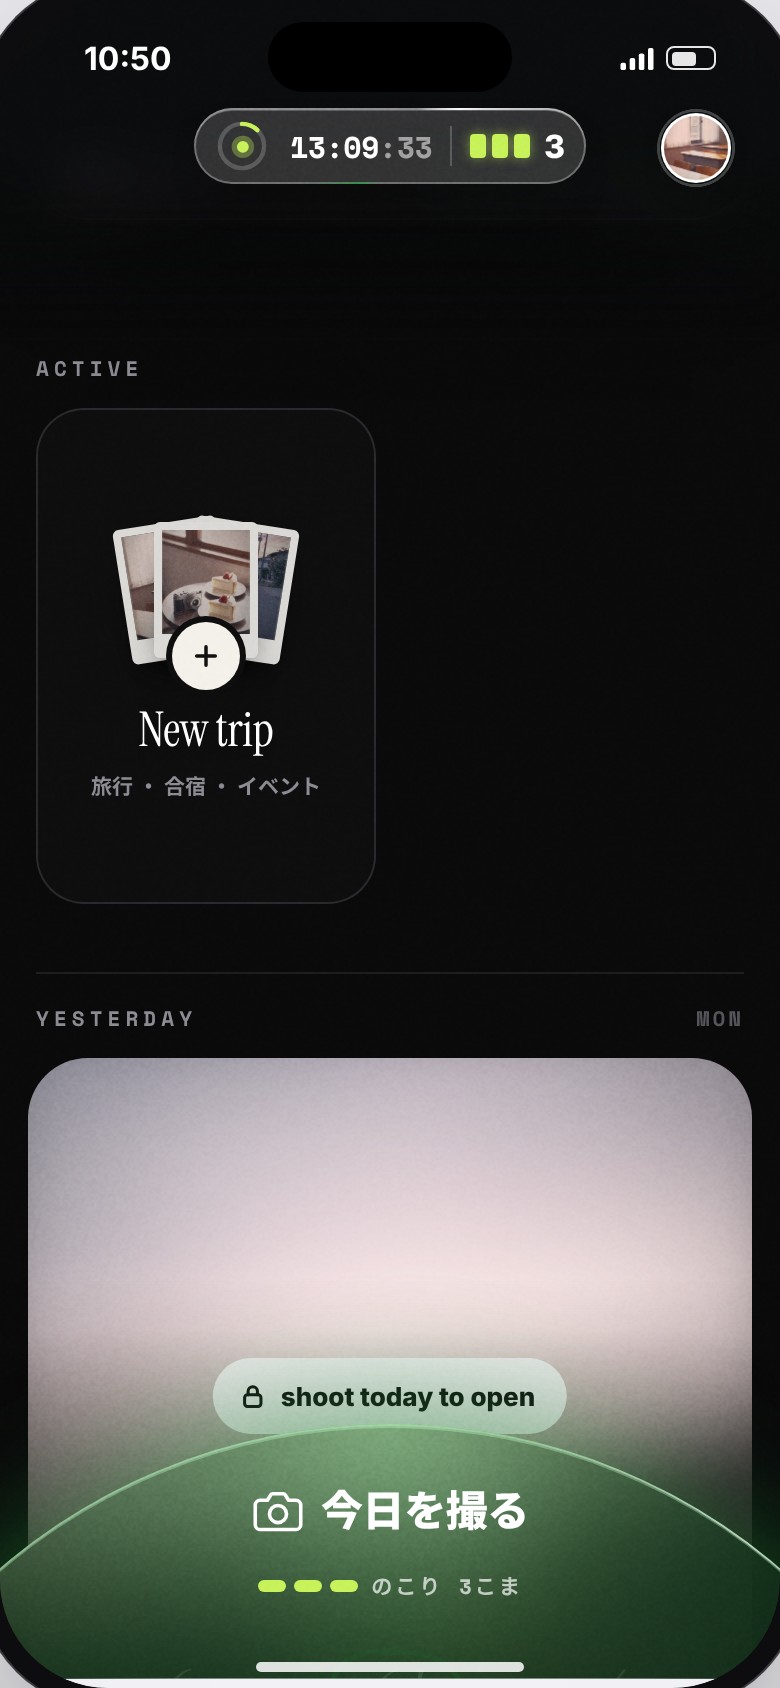 10:50
13:09:33 3
ACTIVE
New trip
旅行 ・ 合宿 ・ イベント
YESTERDAY MON
shoot today to open
今日を撮る
のこり 3こま